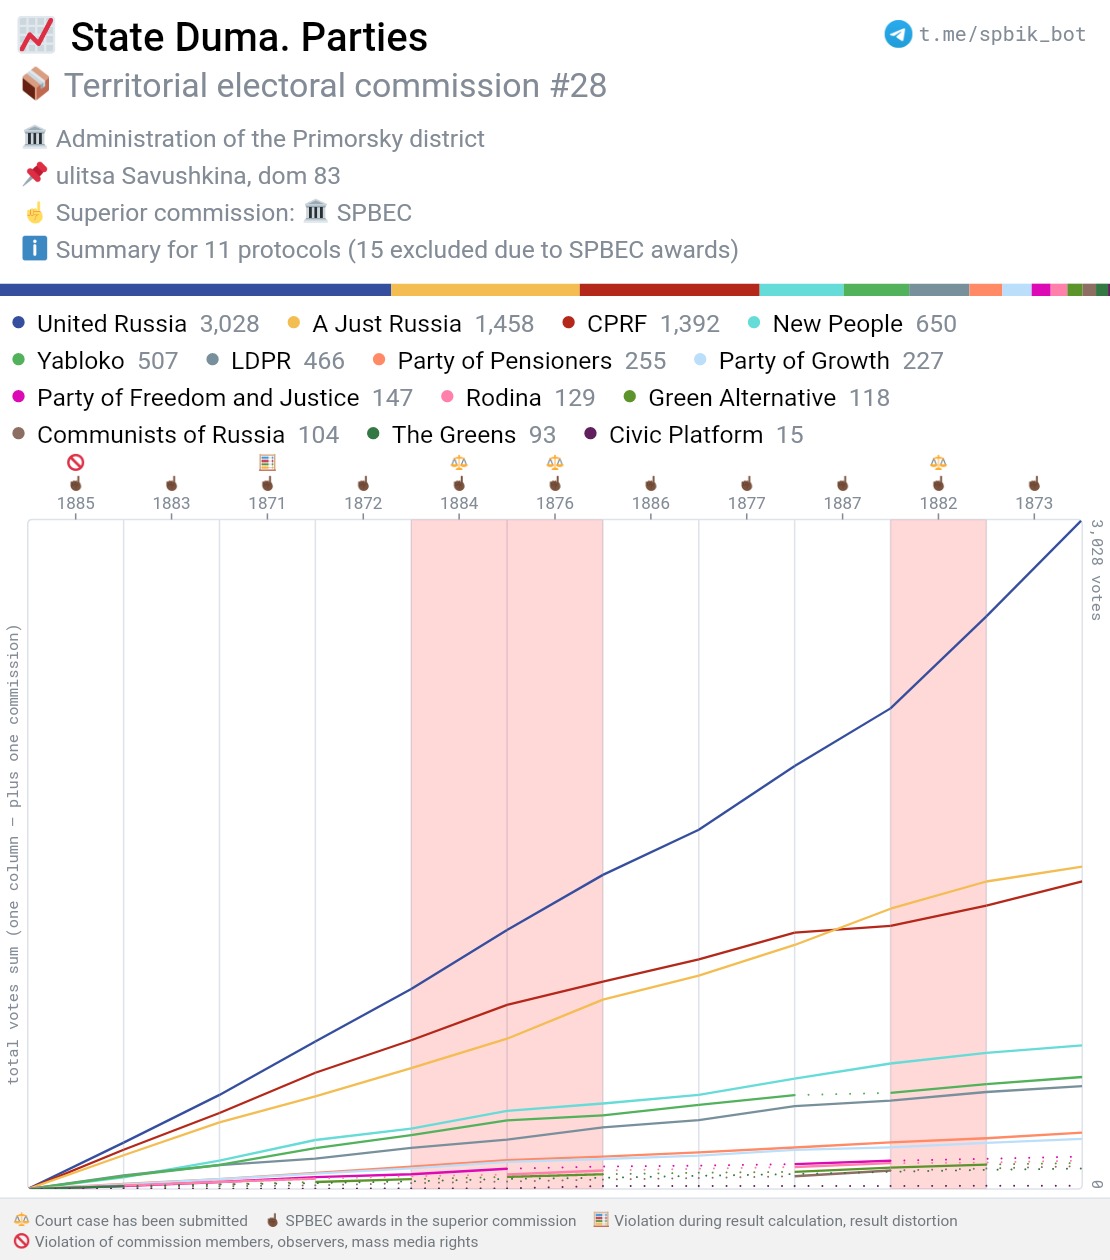 State Duma. Parties
t.me/spbik_bot
Territorial electoral commission #28
Administration of the Primorsky district
ulitsa Savushkina, dom 83
Superior commission: SPBEC
Summary for 11 protocols (15 excluded due to SPBEC awards)
United Russia 3,028 A Just Russia 1,458 CPRF 1,392 New People 650
Yabloko 507 LDPR 466 Party of Pensioners 255 Party of Growth 227
Party of Freedom and Justice 147 Rodina 129 Green Alternative 118
Communists of Russia 104 The Greens 93 Civic Platform 15
1885 1883 1871 1872 1884 1876 1886 1877 1887 1882 1873
3,028 votes
total votes sum (one column — plus one commission)
0
Court case has been submitted SPBEC awards in the superior commission Violation during result calculation, result distortion
Violation of commission members, observers, mass media rights